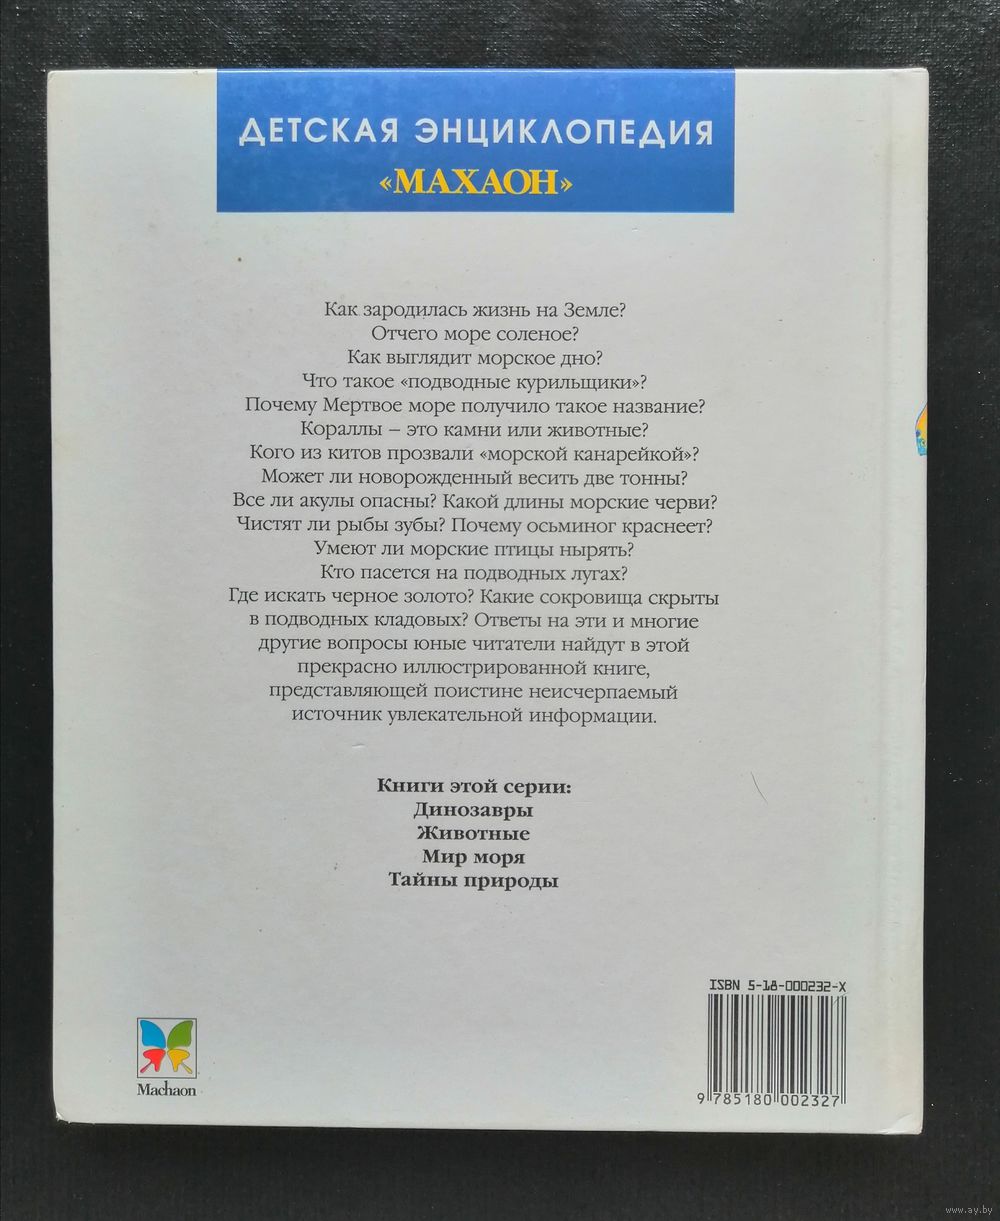 ДЕТСКАЯ ЭНЦИКЛОПЕДИЯ
«МАХАОН»
Как зародилась жизнь на Земле?
Отчего море соленое?
Как выглядит морское дно?
Что такое «подводные курильщики»?
Почему Мертвое море получило такое название?
Кораллы – это камни или животные?
Кого из китов прозвали «морской канарейкой»?
Может ли новорожденный весить две тонны?
Все ли акулы опасны? Какой длины морские черви?
Чистят ли рыбы зубы? Почему осьминог краснеет?
Умеют ли морские птицы нырять?
Кто пасется на подводных лугах?
Где искать черное золото? Какие сокровища скрыты
в подводных кладовых? Ответы на эти и многие
другие вопросы юные читатели найдут в этой
прекрасно иллюстрированной книге,
представляющей поистине неисчерпаемый
источник увлекательной информации.
Книги этой серии:
Динозавры
Животные
Мир моря
Тайны природы
ISBN 5-18-000232-X
9 785180 002327
Machaon
www.ay.by